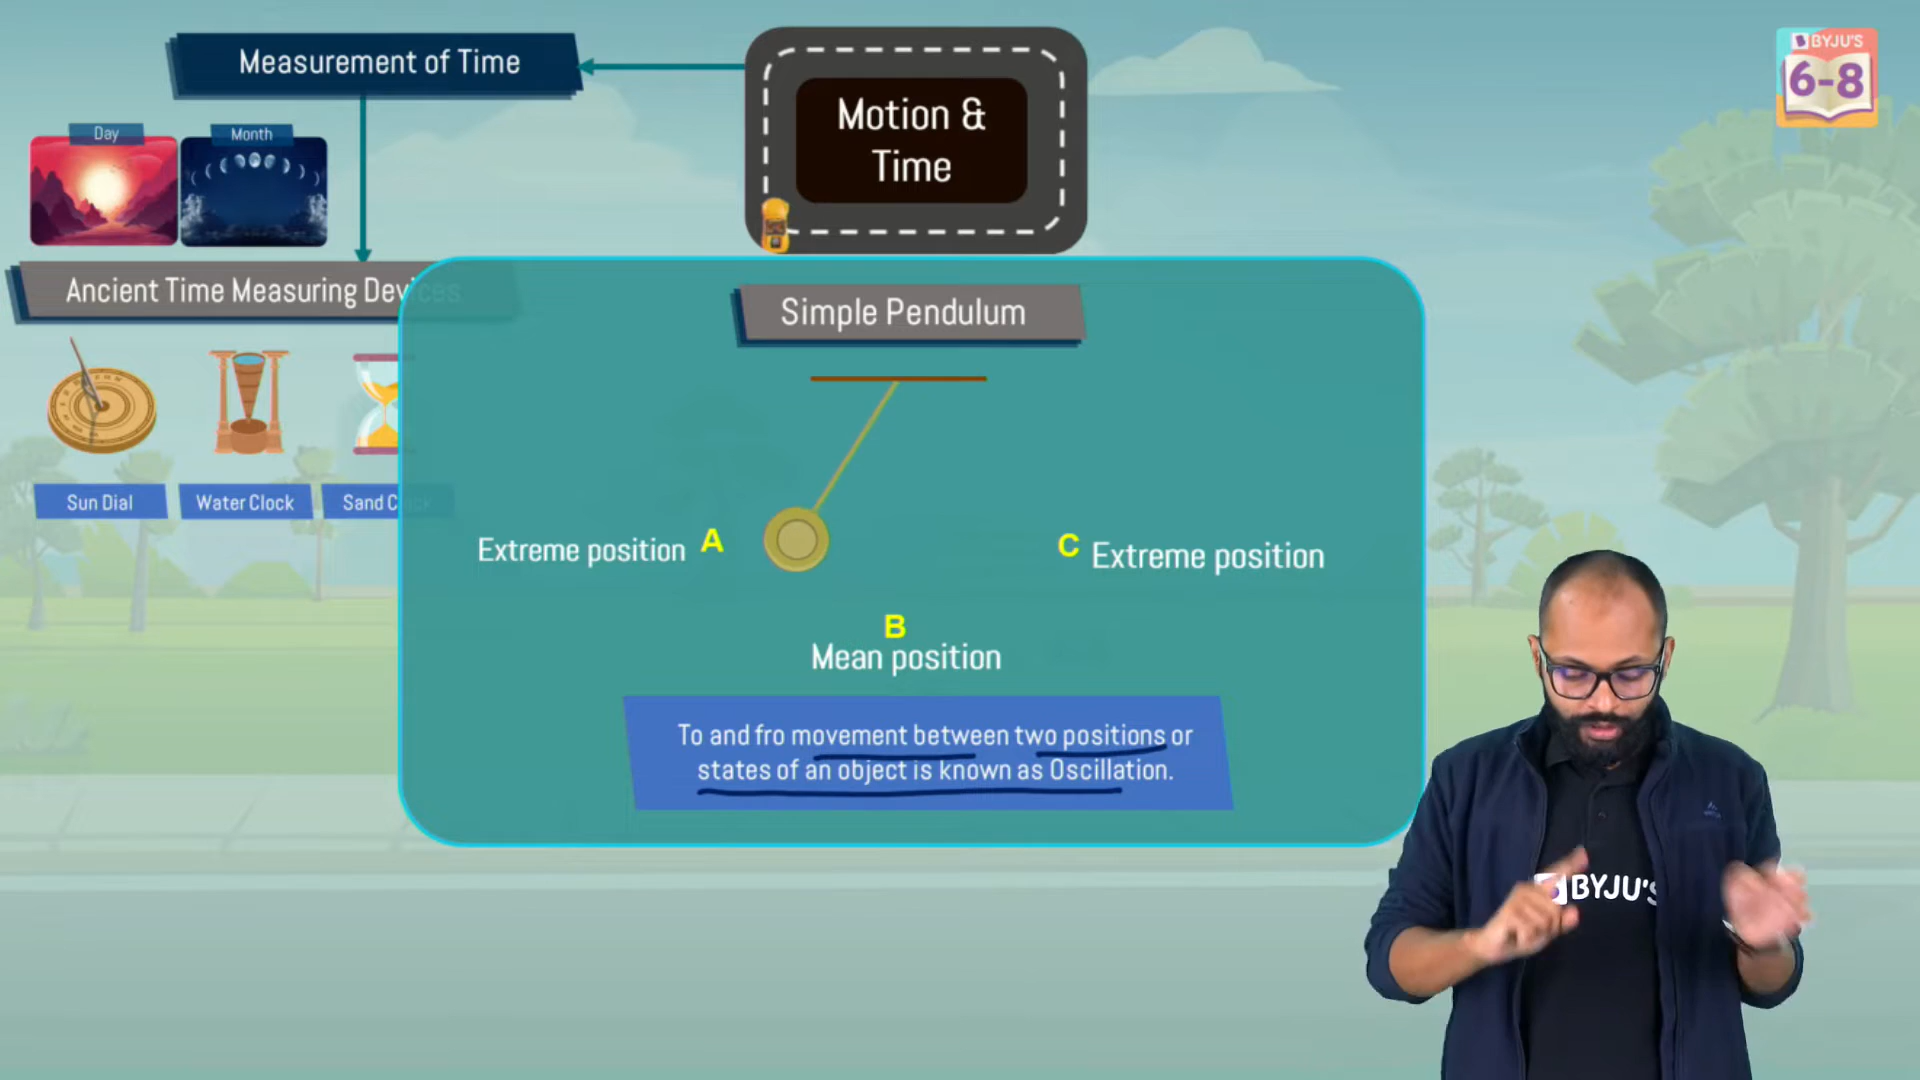 Measurement of Time
Motion &
Time
BYJU'S
6-8
Day
Month
Ancient Time Measuring Devices
Simple Pendulum
Sun Dial
Water Clock
Sand Clock
Extreme position
A
C
Extreme position
B
Mean position
To and fro movement between two positions or
states of an object is known as Oscillation.
BYJU'S